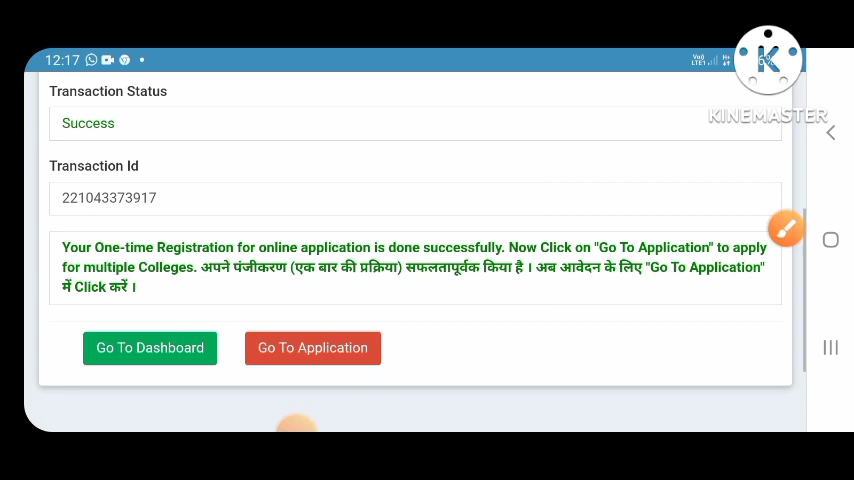 12:17
K
KINEMASTER
Transaction Status
Success
Transaction Id
221043373917
Your One-time Registration for online application is done successfully. Now Click on "Go To Application" to apply
for multiple Colleges. अपने पंजीकरण (एक बार की प्रक्रिया) सफलतापूर्वक किया है । अब आवेदन के लिए "Go To Application"
में Click करें ।
Go To Dashboard Go To Application